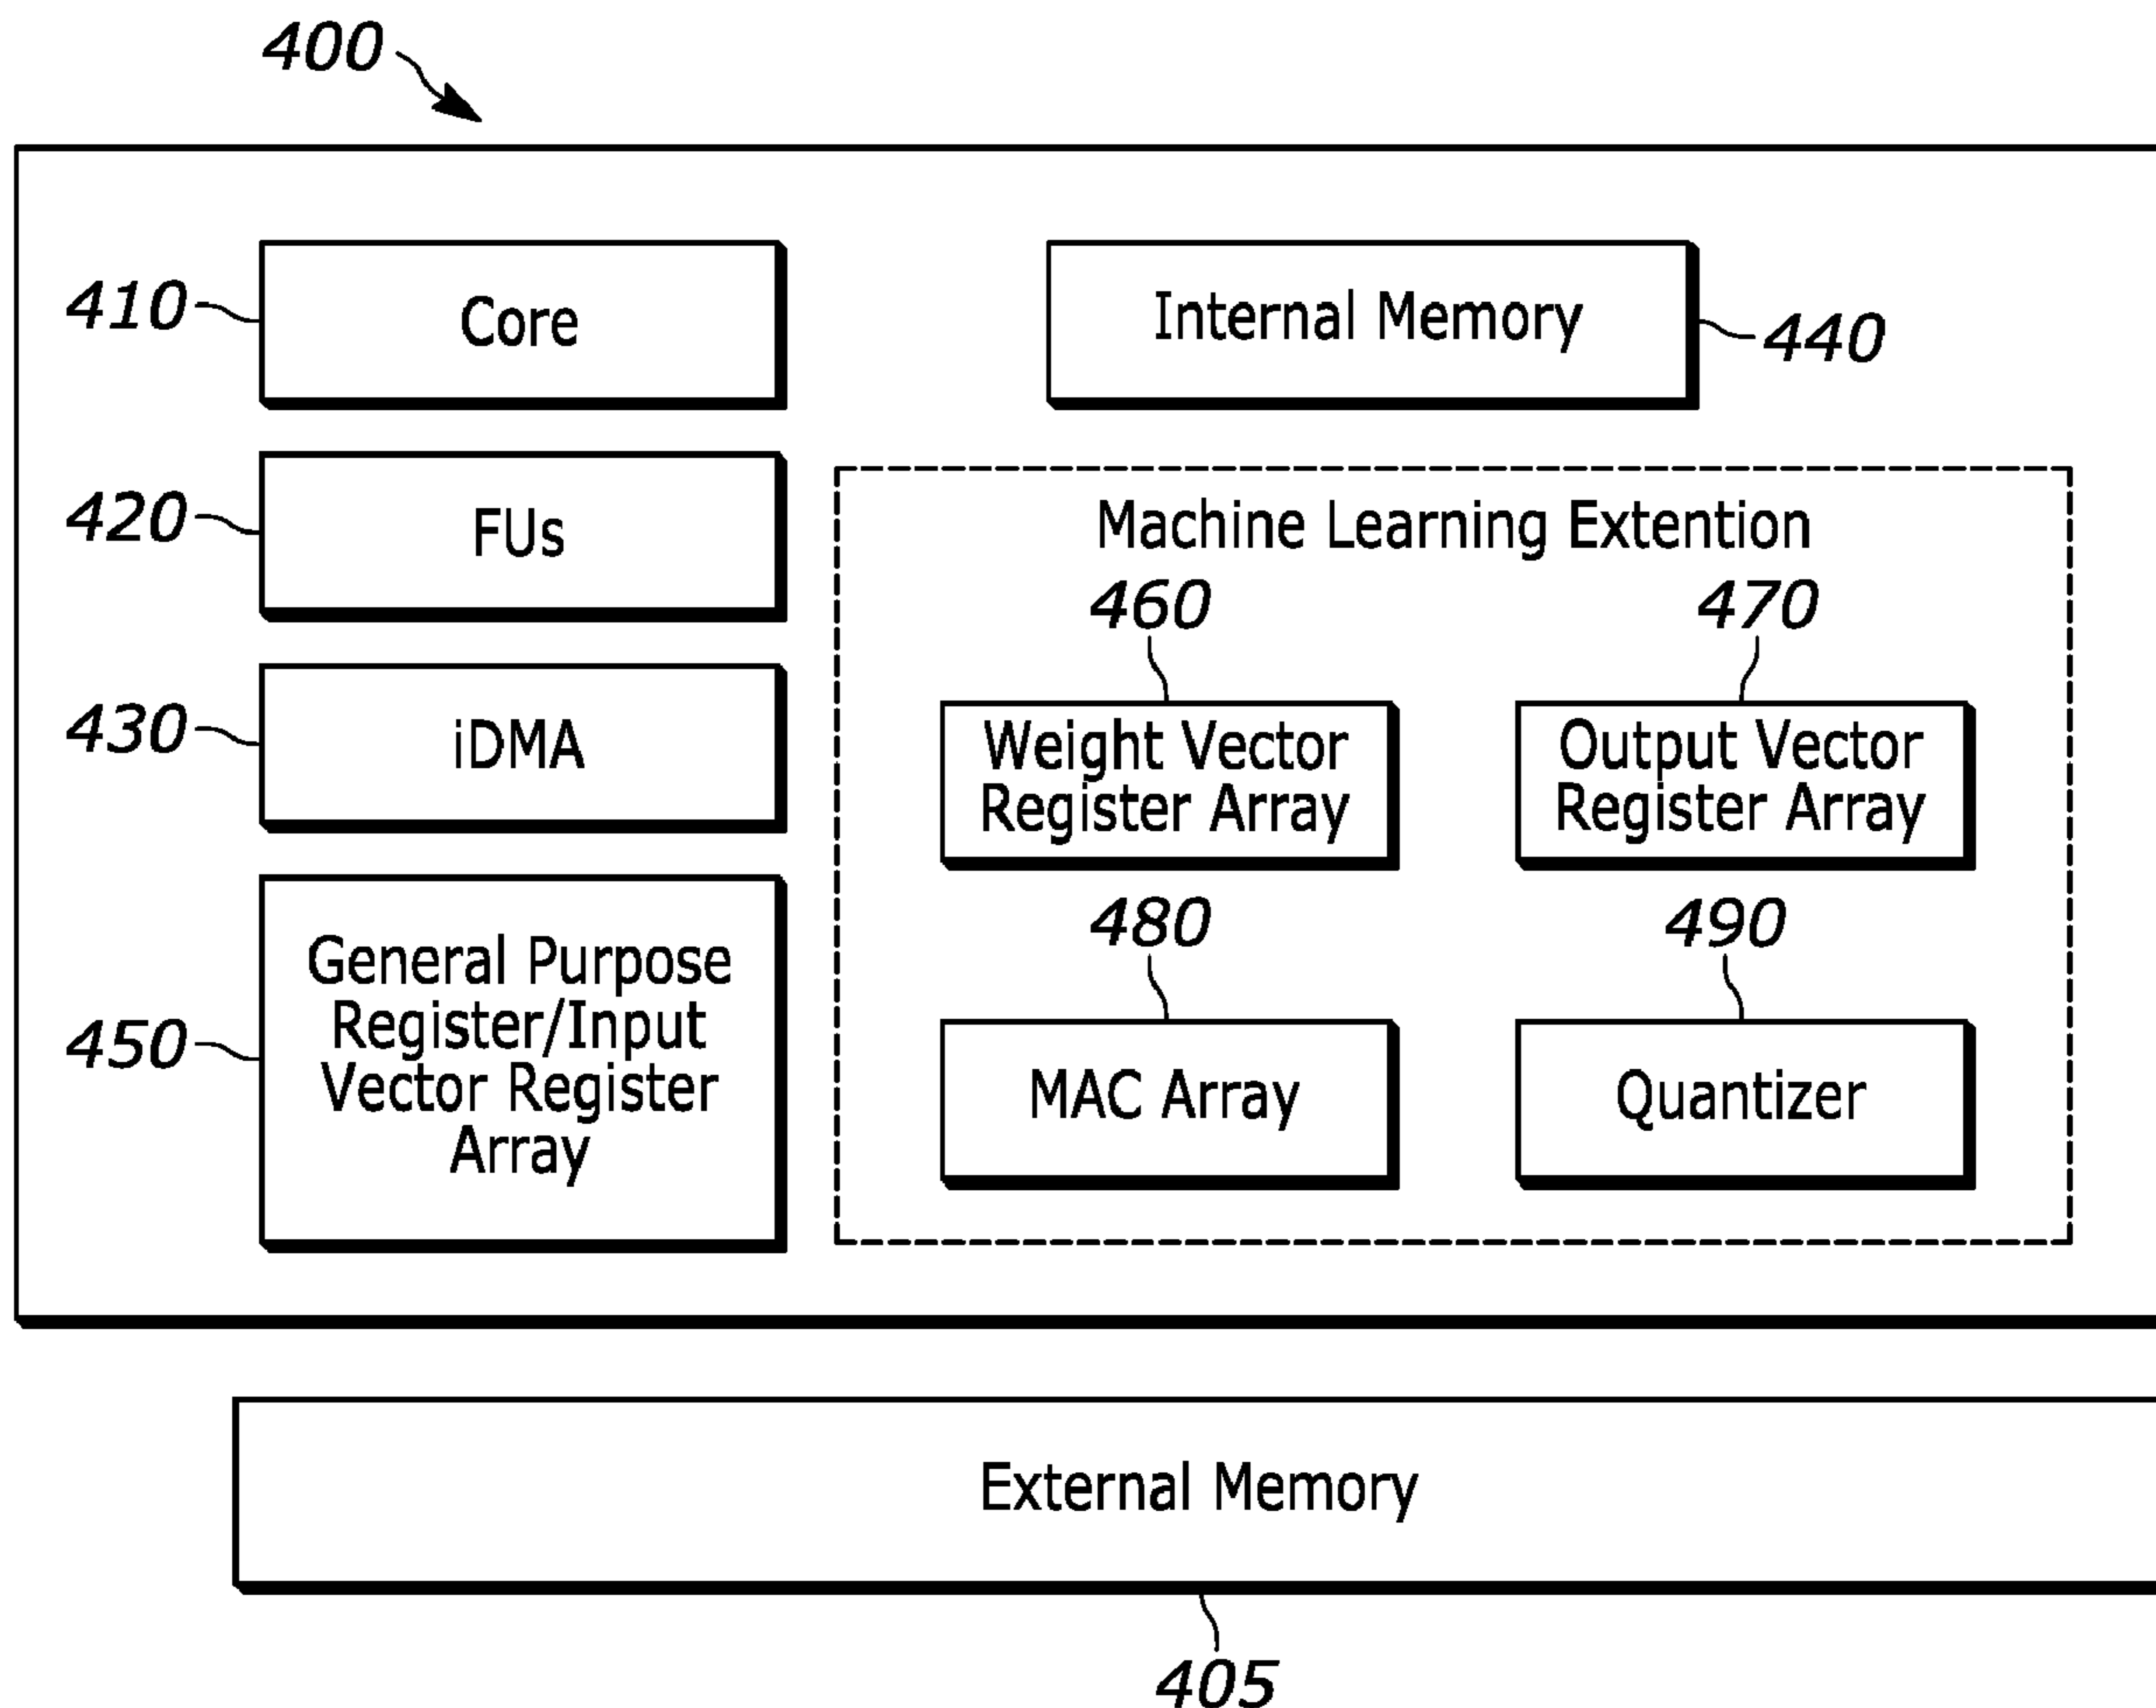 400
410
Core
Internal Memory
440
420
FUs
Machine Learning Extention
460
470
430
iDMA
Weight Vector
Register Array
Output Vector
Register Array
480
490
450
General Purpose
Register/Input
Vector Register
Array
MAC Array
Quantizer
External Memory
405